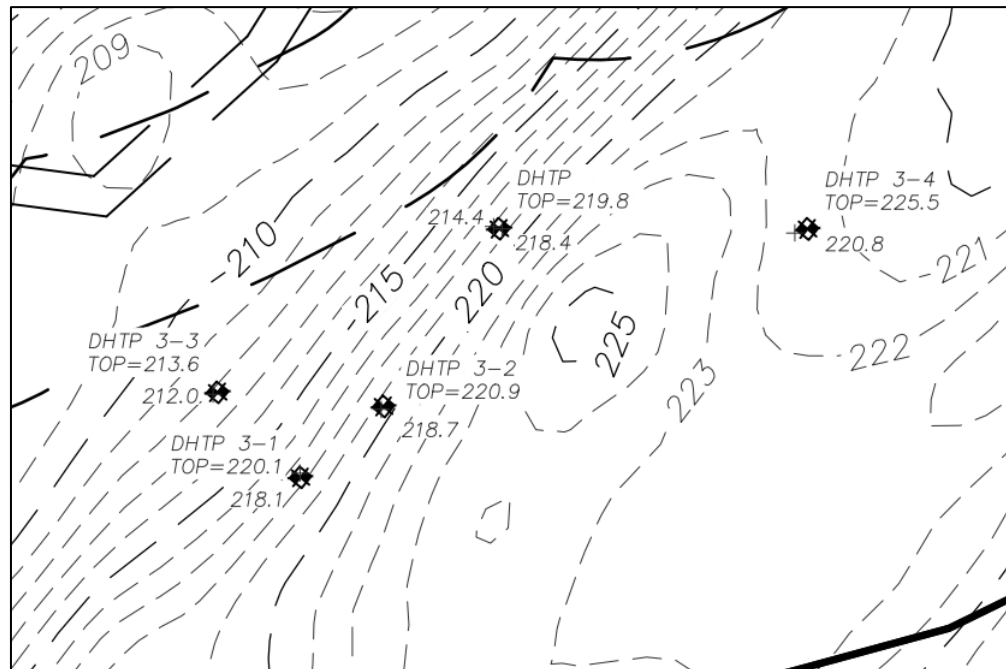 209
DHTP
TOP=219.8
214.4
218.4
DHTP 3-4
TOP=225.5
220.8
210
215
220
221
225
222
223
DHTP 3-3
TOP=213.6
212.0
DHTP 3-2
TOP=220.9
218.7
DHTP 3-1
TOP=220.1
218.1